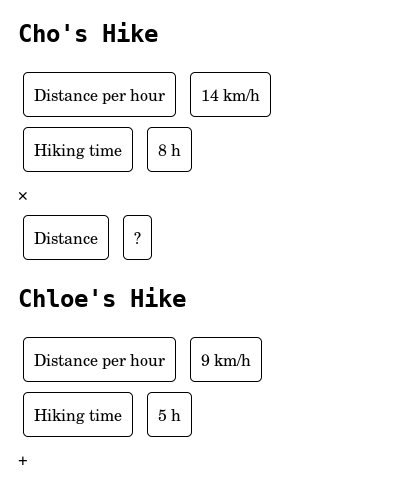 Cho's Hike
Distance per hour 14 km/h
Hiking time 8 h
×
Distance ?
Chloe's Hike
Distance per hour 9 km/h
Hiking time 5 h
+